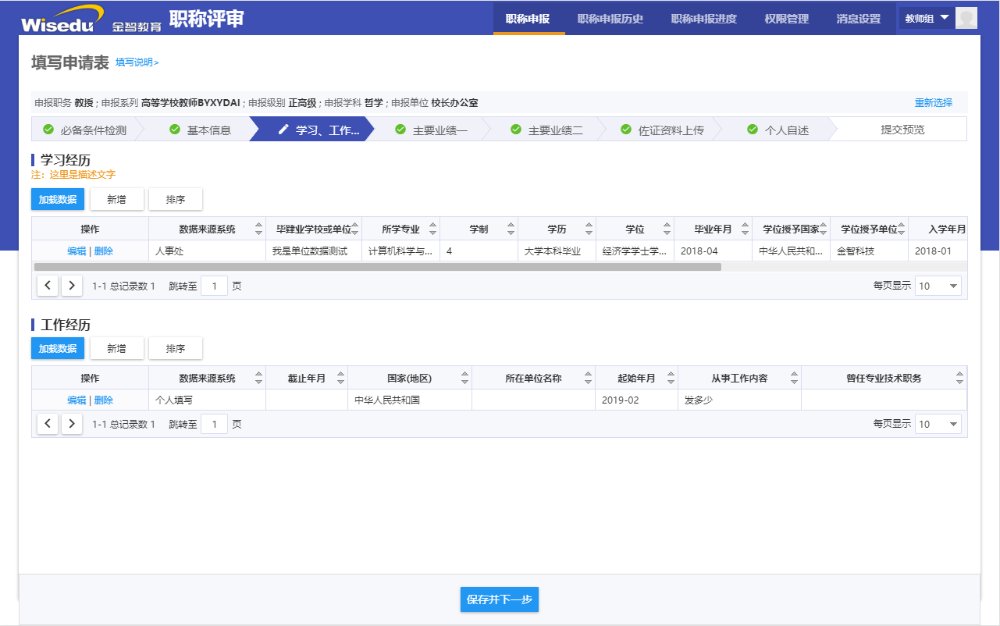 Wisedu 金智教育 职称评审 职称申报 职称申报历史 职称申报进度 权限管理 消息设置 教师组
填写申请表 填写说明>
申报职务 教授 ; 申报系列 高等学校教师BYXYDAI ; 申报级别 正高级 ; 申报学科 哲学 ; 申报单位 校长办公室 重新选择
必备条件检测 基本信息 学习、工作... 主要业绩一 主要业绩二 佐证资料上传 个人自述 提交预览
学习经历
注：这里是描述文字
加载数据 新增 排序
操作 数据来源系统 毕肄业学校或单位 所学专业 学制 学历 学位 毕业年月 学位授予国家 学位授予单位 入学年月
编辑 | 删除 人事处 我是单位数据测试 计算机科学与... 4 大学本科毕业 经济学学士学... 2018-04 中华人民共和... 金智科技 2018-01
1-1 总记录数 1 跳转至 1 页 每页显示 10
工作经历
加载数据 新增 排序
操作 数据来源系统 截止年月 国家(地区) 所在单位名称 起始年月 从事工作内容 曾任专业技术职务
编辑 | 删除 个人填写 中华人民共和国 2019-02 发多少
1-1 总记录数 1 跳转至 1 页 每页显示 10
保存并下一步